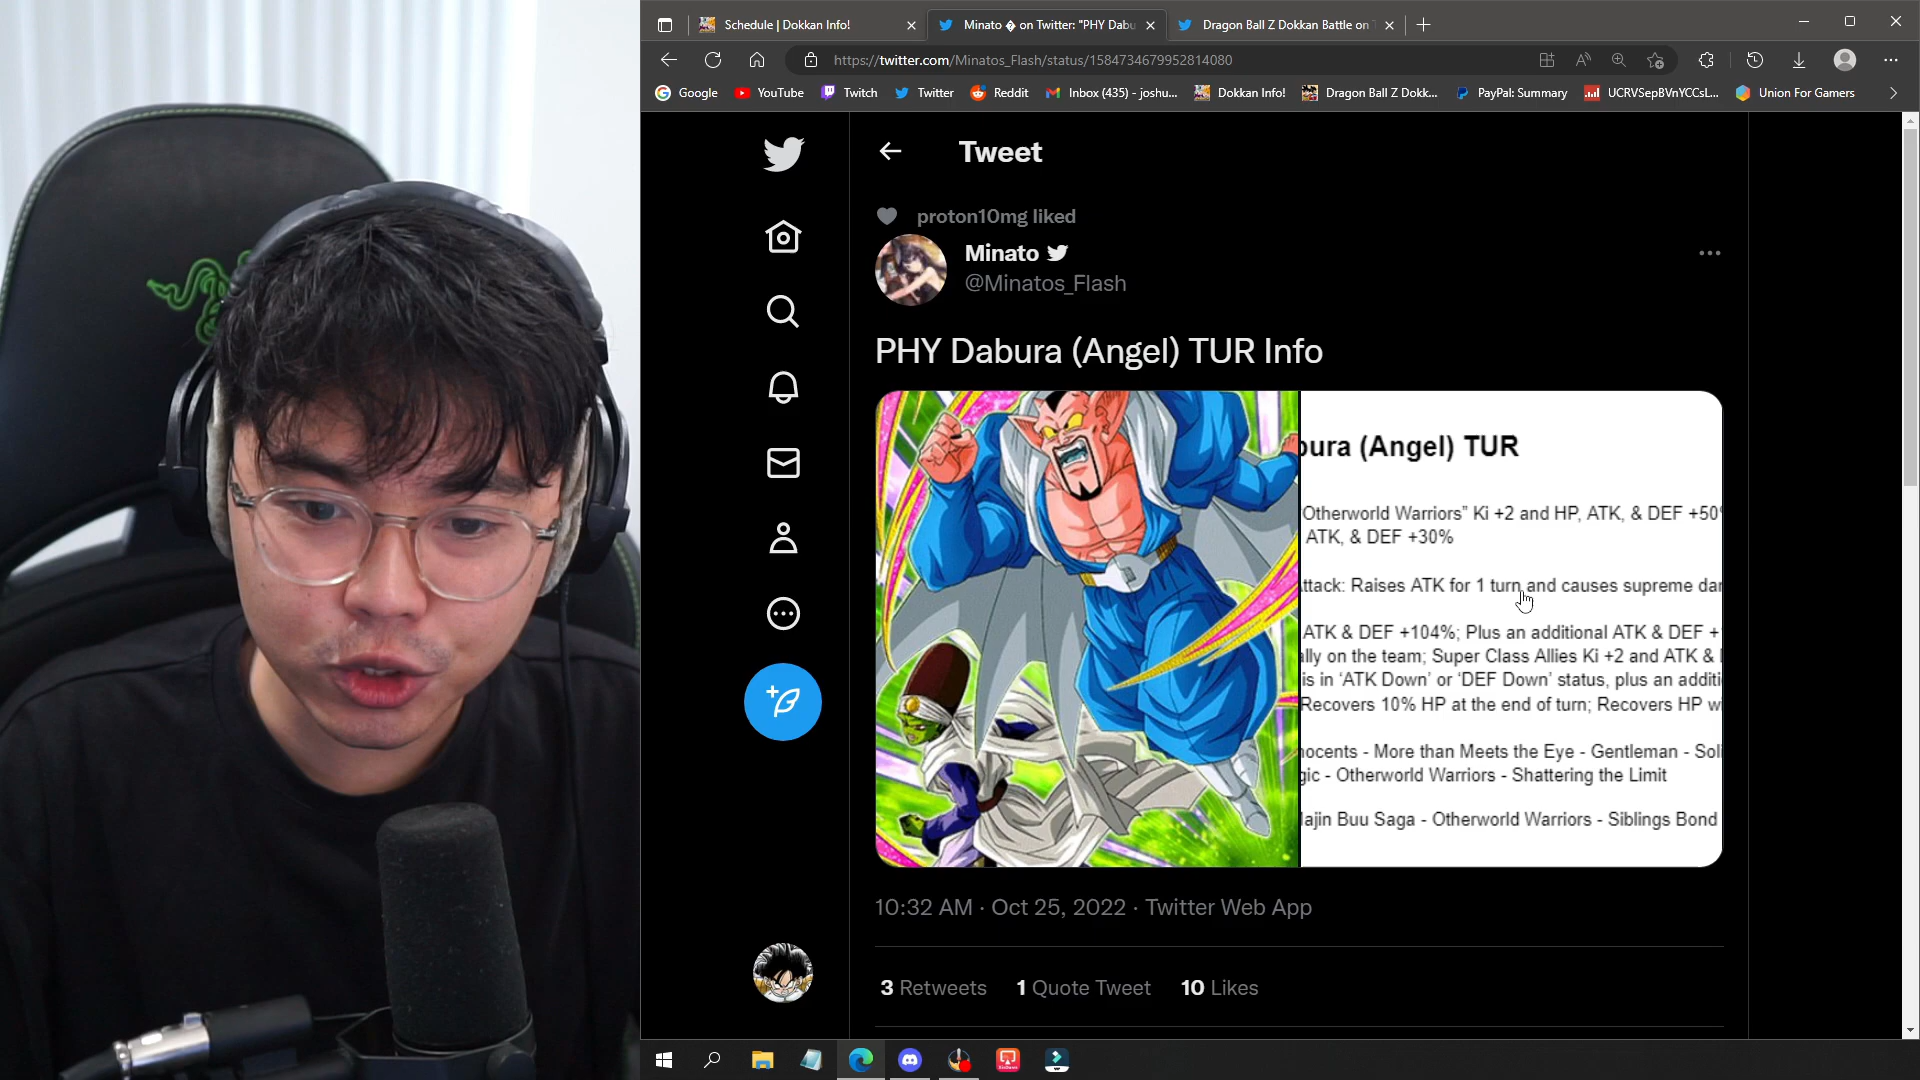 Schedule | Dokkan Info!
Minato � on Twitter: "PHY Dabu
Dragon Ball Z Dokkan Battle on T
https://twitter.com/Minatos_Flash/status/1584734679952814080
Google
YouTube
Twitch
Twitter
Reddit
Inbox (435) - joshu...
Dokkan Info!
Dragon Ball Z Dokk...
PayPal: Summary
UCRVSepBVnYCCsL...
Union For Gamers
Tweet
proton10mg liked
Minato
@Minatos_Flash
PHY Dabura (Angel) TUR Info
bura (Angel) TUR
Otherworld Warriors" Ki +2 and HP, ATK, & DEF +50%
ATK, & DEF +30%
ttack: Raises ATK for 1 turn and causes supreme dar
ATK & DEF +104%; Plus an additional ATK & DEF +
ally on the team; Super Class Allies Ki +2 and ATK &
is in 'ATK Down' or 'DEF Down' status, plus an additi
Recovers 10% HP at the end of turn; Recovers HP w
nocents - More than Meets the Eye - Gentleman - Soli
gic - Otherworld Warriors - Shattering the Limit
Majin Buu Saga - Otherworld Warriors - Siblings Bond
10:32 AM · Oct 25, 2022 · Twitter Web App
3 Retweets 1 Quote Tweet 10 Likes